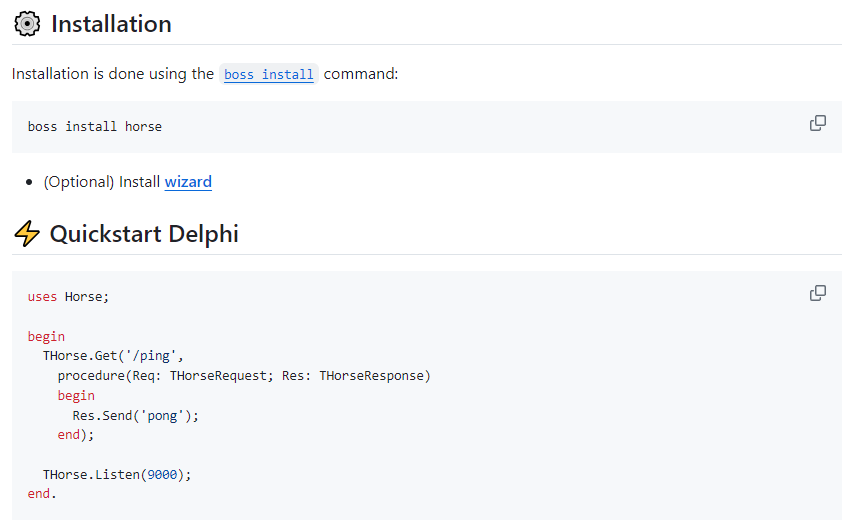 Installation
Installation is done using the boss install command:
boss install horse
(Optional) Install wizard
Quickstart Delphi
uses Horse;
begin
  THorse.Get('/ping',
    procedure(Req: THorseRequest; Res: THorseResponse)
    begin
      Res.Send('pong');
    end);
  THorse.Listen(9000);
end.